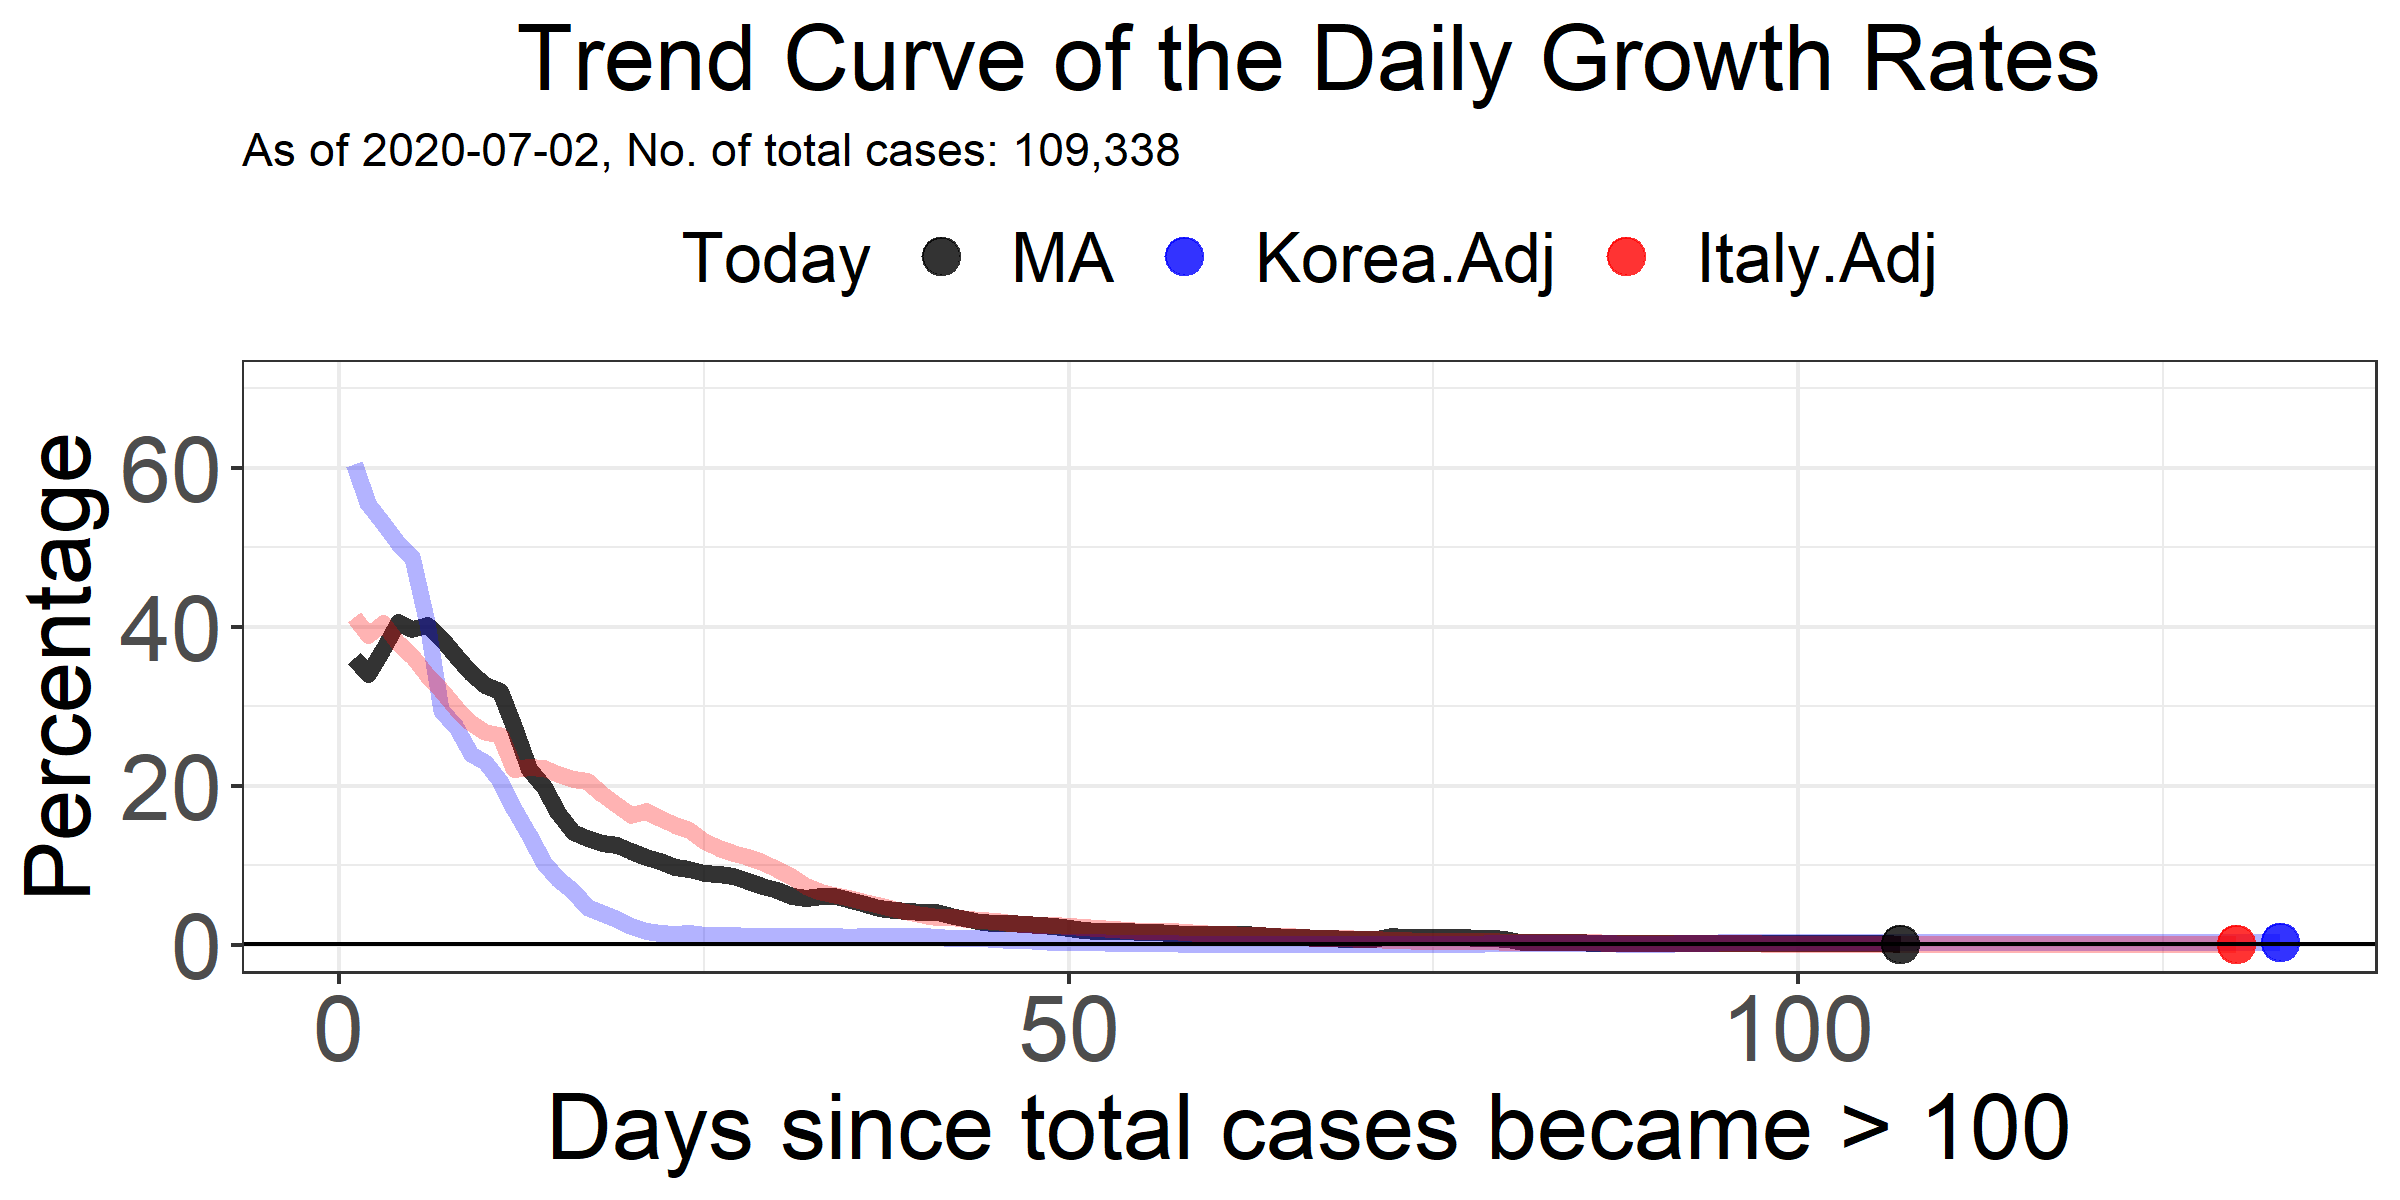 Trend Curve of the Daily Growth Rates
As of 2020-07-02, No. of total cases: 109,338
Today MA Korea.Adj Italy.Adj
Percentage
60
40
20
0
0 50 100
Days since total cases became > 100